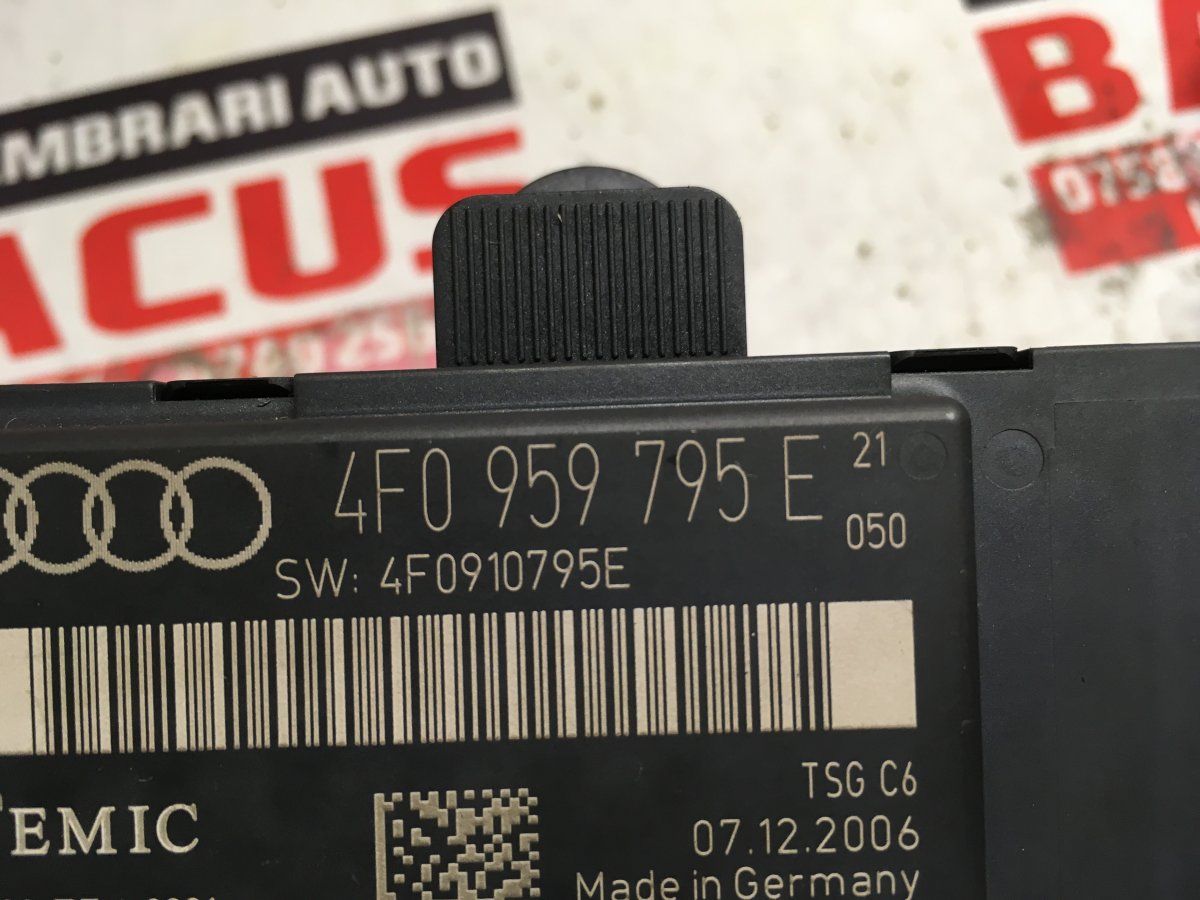 MBRARI AUTO
ACUS
BA
4F0 959 795 E 21
050
SW: 4F0910795E
TSG C6
EMIC
07.12.2006
Made in Germany